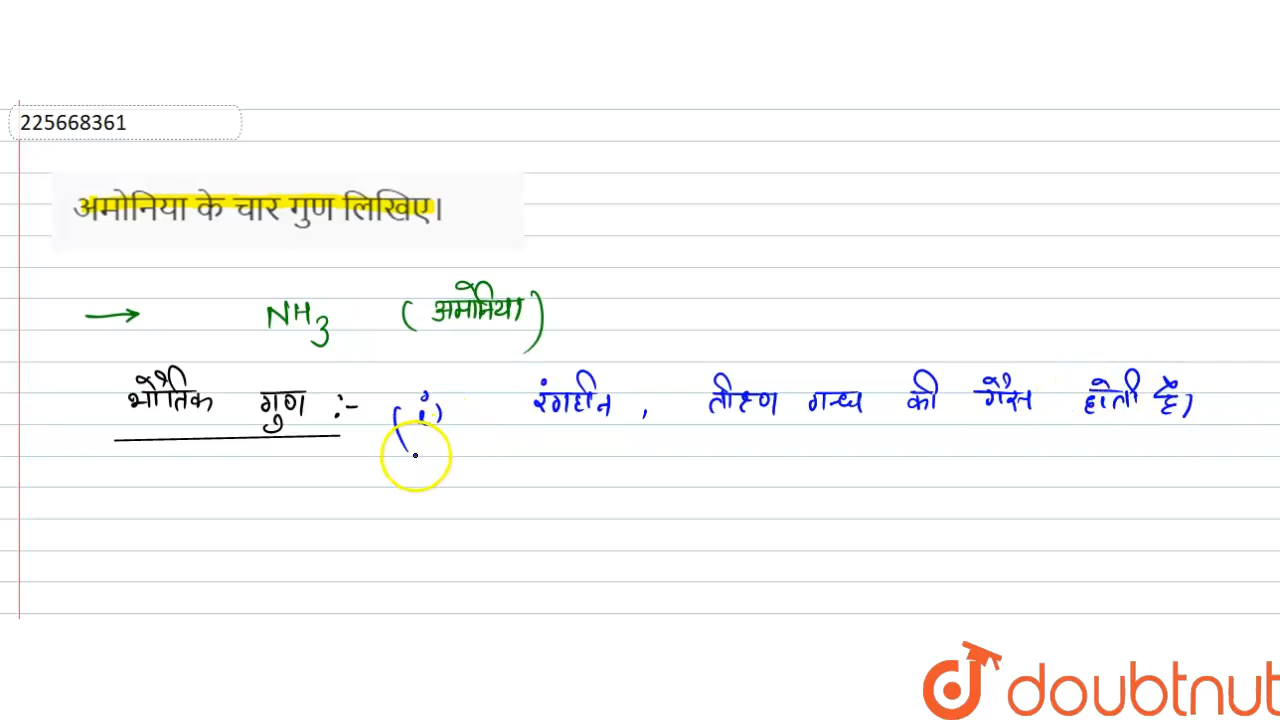 225668361
अमोनिया के चार गुण लिखिए।
→ NH3 (अमोनिया)
भौतिक गुण :- (i) रंगहीन, तीक्ष्ण गन्ध की गैस होती है।
doubtnut